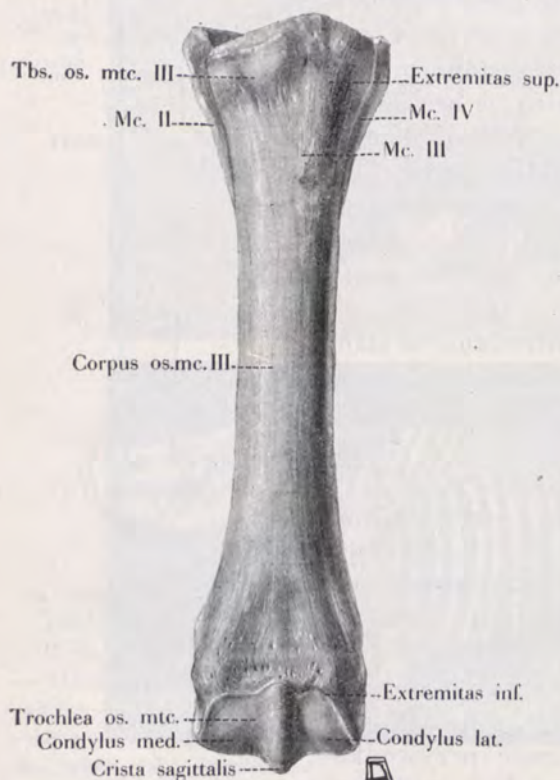 Tbs. os. mtc. III
Extremitas sup.
Mc. II
Mc. IV
Mc. III
Corpus os.mc.III
Extremitas inf.
Trochlea os. mtc.
Condylus med.
Condylus lat.
Crista sagittalis